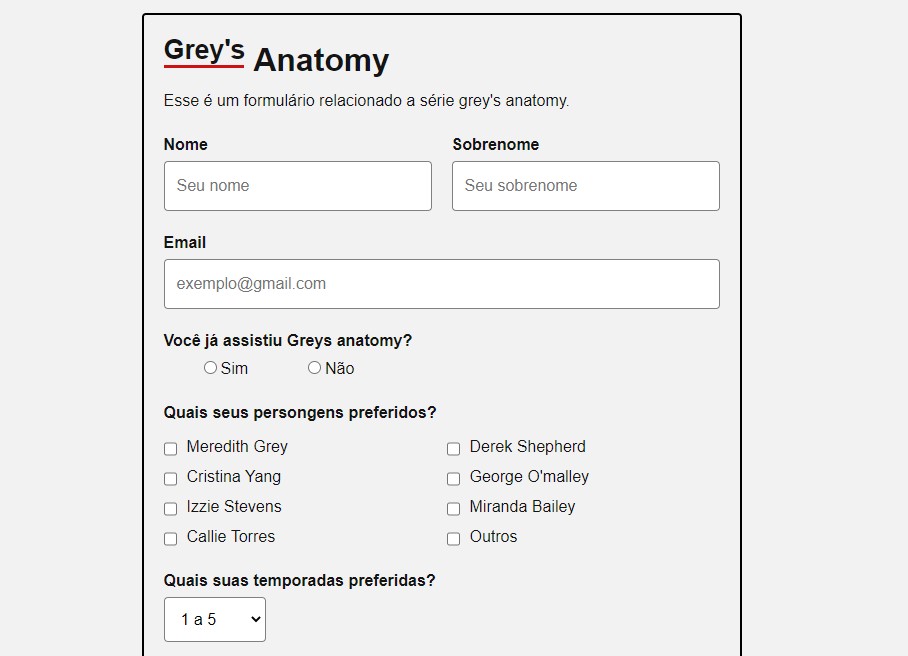 Grey's Anatomy
Esse é um formulário relacionado a série grey's anatomy.
Nome Sobrenome
Seu nome Seu sobrenome
Email
exemplo@gmail.com
Você já assistiu Greys anatomy?
Sim Não
Quais seus persongens preferidos?
Meredith Grey Derek Shepherd
Cristina Yang George O'malley
Izzie Stevens Miranda Bailey
Callie Torres Outros
Quais suas temporadas preferidas?
1 a 5